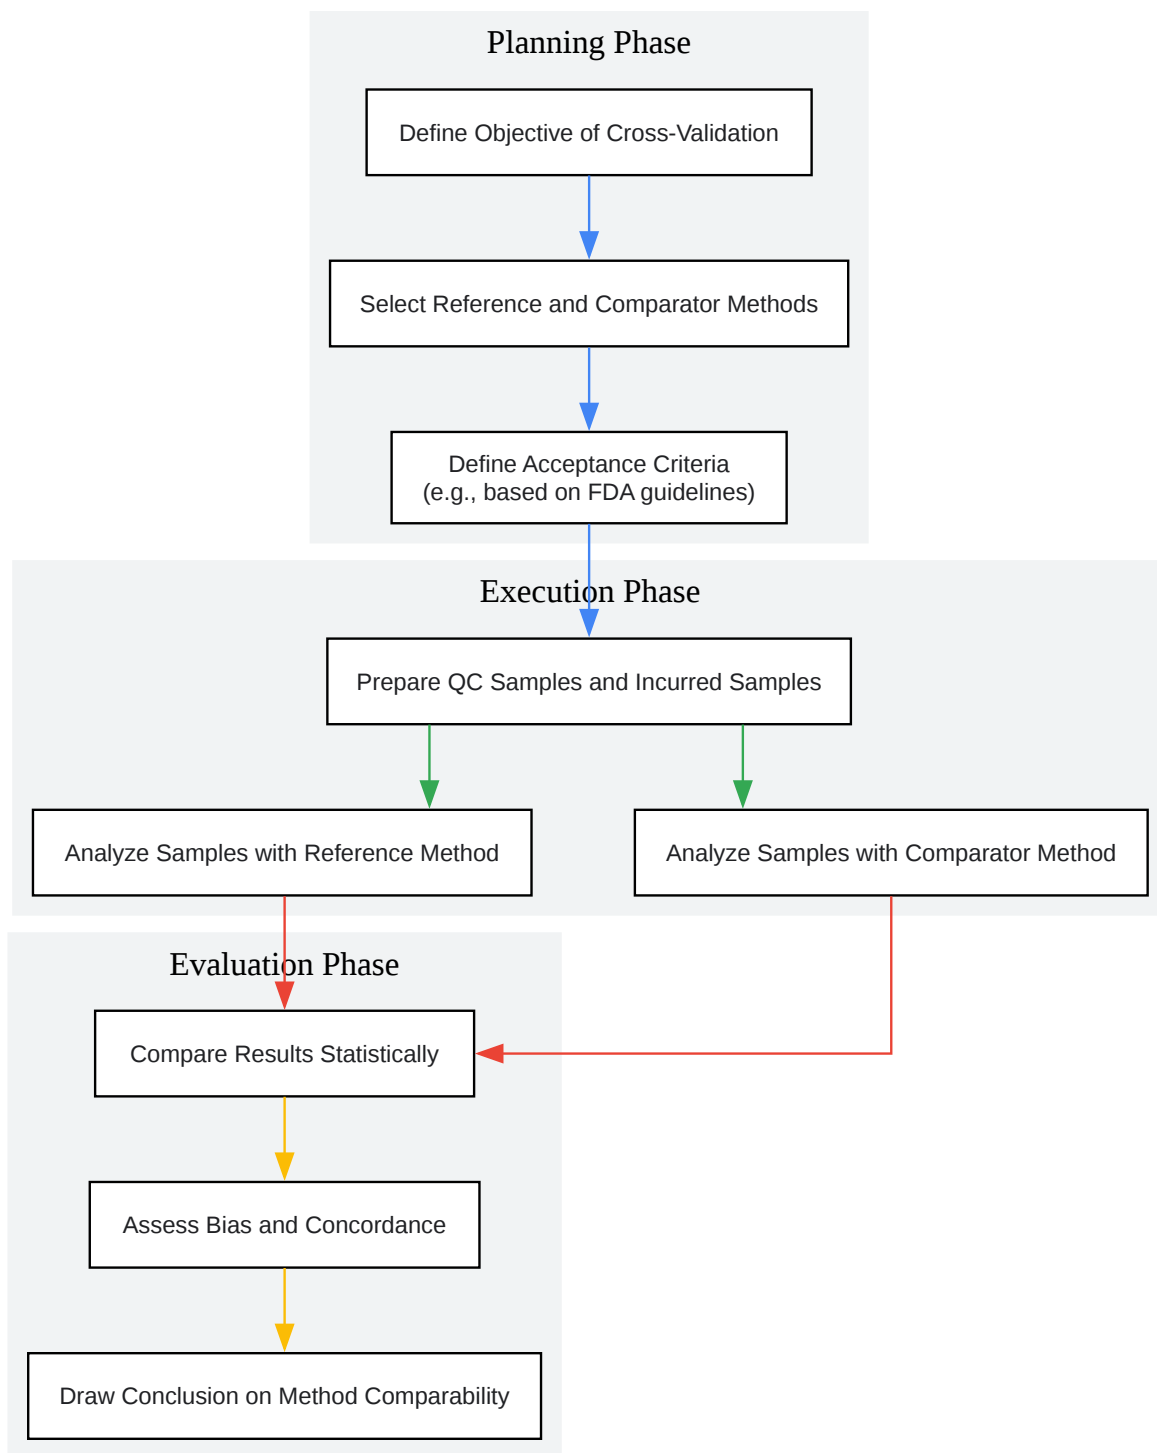 Planning Phase
Define Objective of Cross-Validation
Select Reference and Comparator Methods
Define Acceptance Criteria
(e.g., based on FDA guidelines)
Execution Phase
Prepare QC Samples and Incurred Samples
Analyze Samples with Reference Method
Analyze Samples with Comparator Method
Evaluation Phase
Compare Results Statistically
Assess Bias and Concordance
Draw Conclusion on Method Comparability